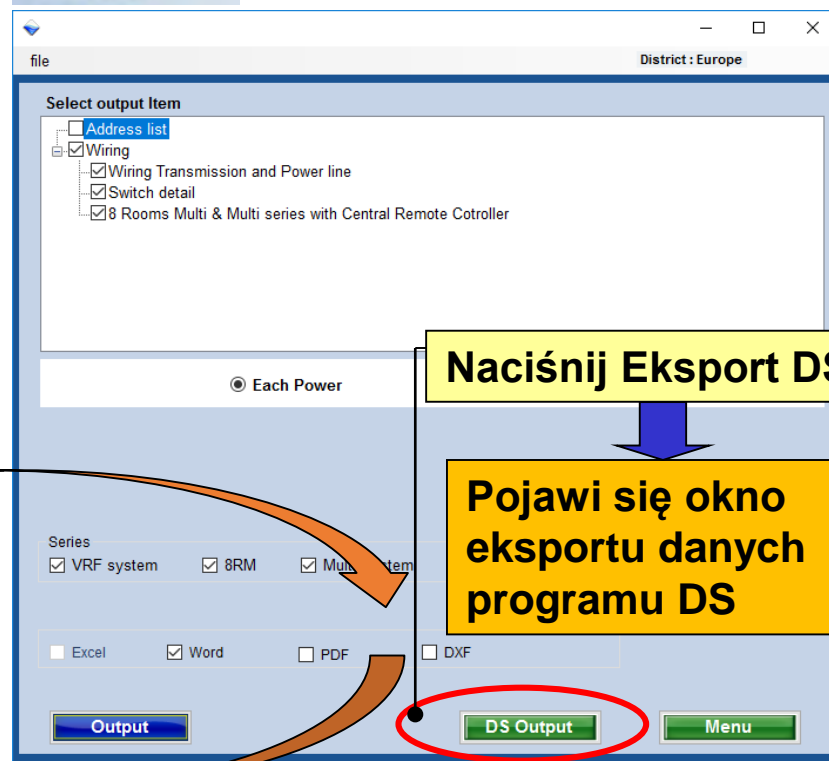 file
District : Europe
Select output Item
Address list
Wiring
Wiring Transmission and Power line
Switch detail
8 Rooms Multi & Multi series with Central Remote Cotroller
Each Power
Naciśnij Eksport DS
Pojawi się okno
eksportu danych
programu DS
Series
VRF system
8RM
Excel
Word
PDF
DXF
Output
DS Output
Menu